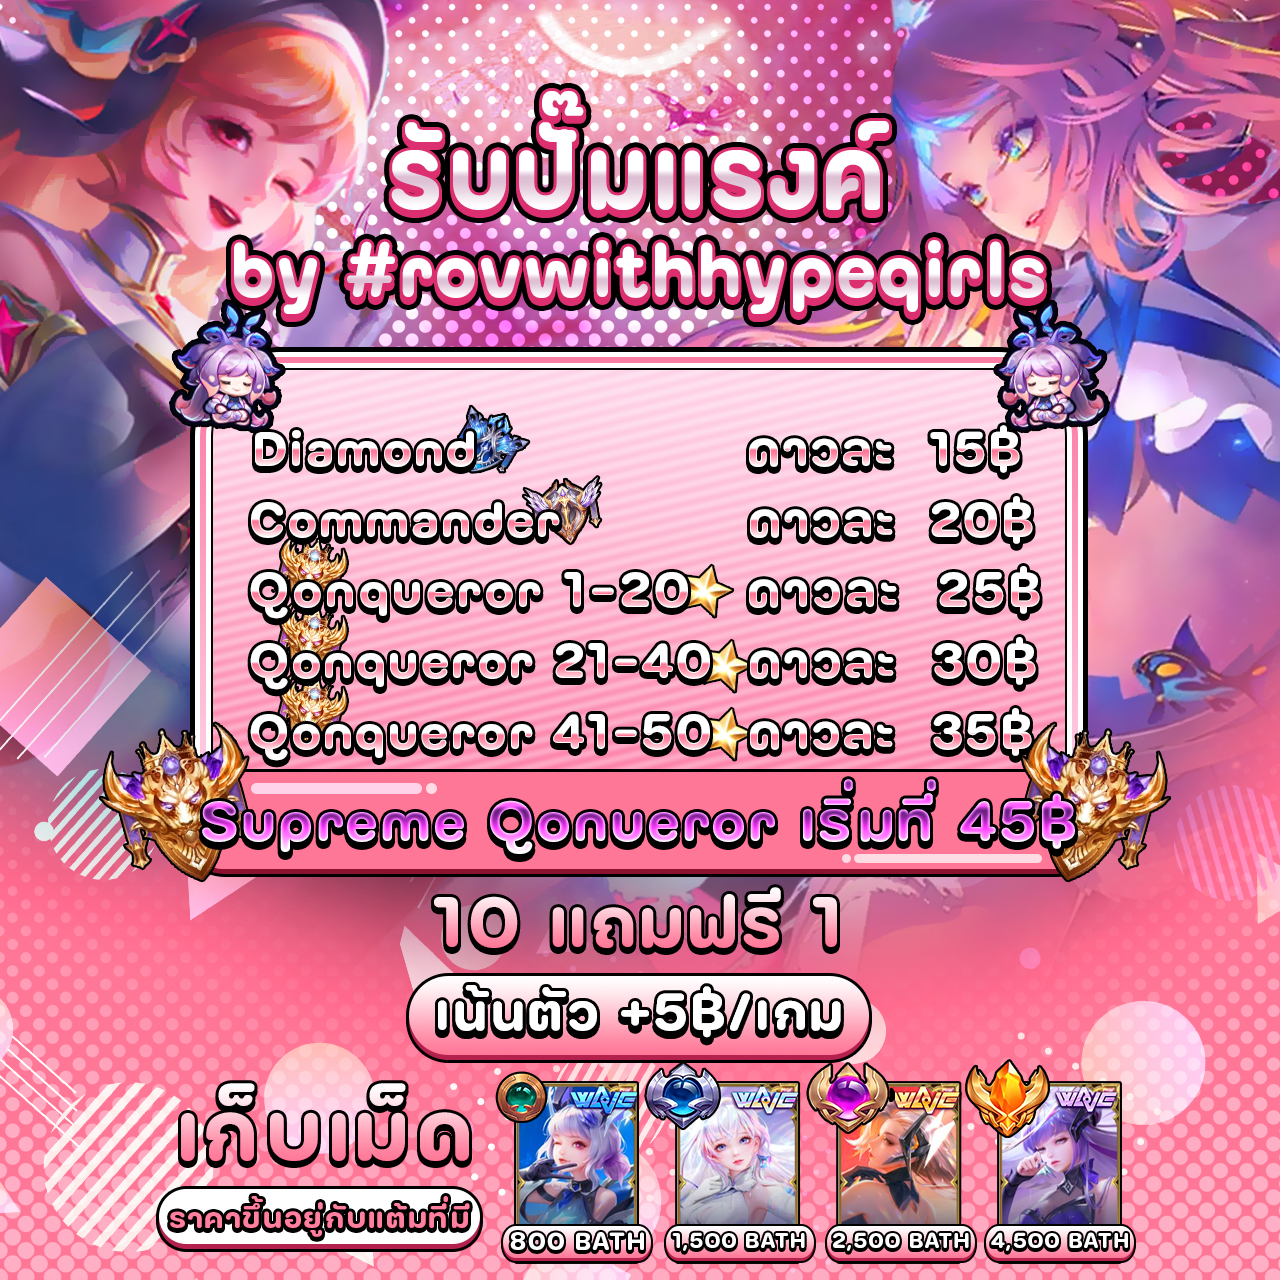 รับปั๊มแรงค์
by #rovwithhypegirls
Diamond ดาวละ 15฿
Commander ดาวละ 20฿
Qonqueror 1-20 ดาวละ 25฿
Qonqueror 21-40 ดาวละ 30฿
Qonqueror 41-50 ดาวละ 35฿
Supreme Qonueror เริ่มที่ 45฿
10 แถมฟรี 1
เน้นตัว +5฿/เกม
เก็บเม็ด
ราคาขึ้นอยู่กับแต้มที่มี
800 BATH 1,500 BATH 2,500 BATH 4,500 BATH